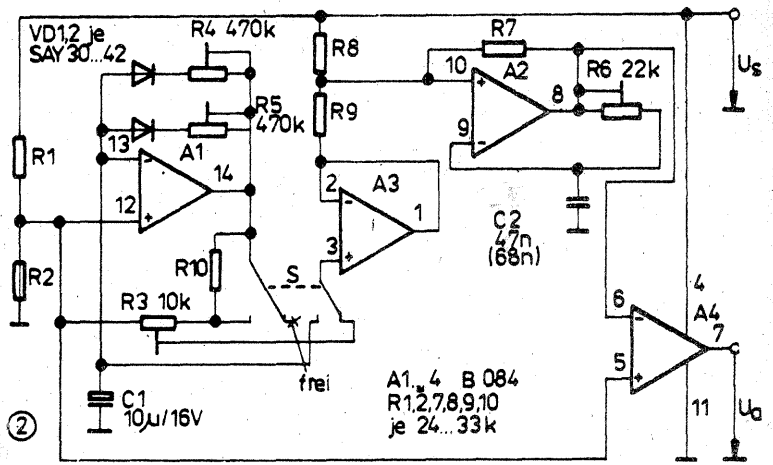 VD1,2 je
SAY 30...42
R4 470k
R5
470k
R8
R7
10
A2
R6 22k
8
9
Us
R9
R1
13
A1
14
12
2
A3
1
3
C2
47n
(68n)
R2
R10
S
R3 10k
4
6
A4
7
5
11
Ua
frei
A1...4 B 084
R1,2,7,8,9,10
je 24...33k
C1
10µ/16V
2